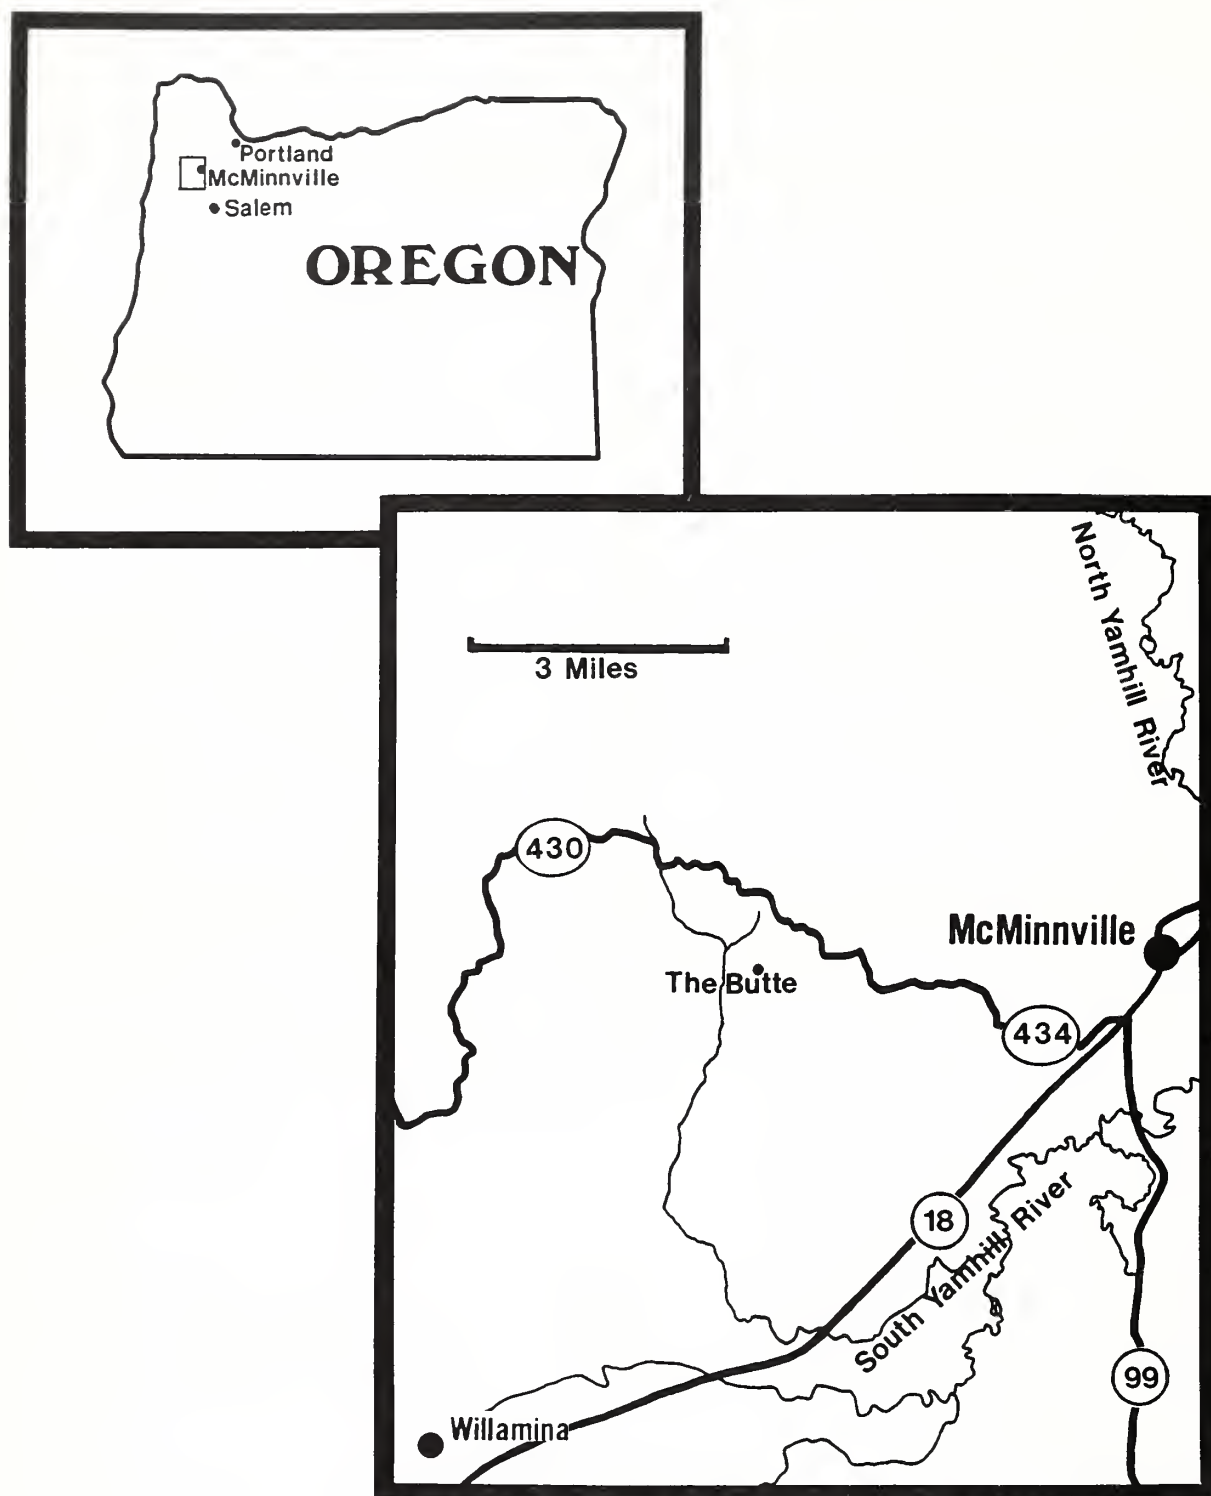 Portland
McMinnville
Salem
OREGON
North Yamhill River
3 Miles
430
McMinnville
The Butte
434
18
South Yamhill River
99
Willamina